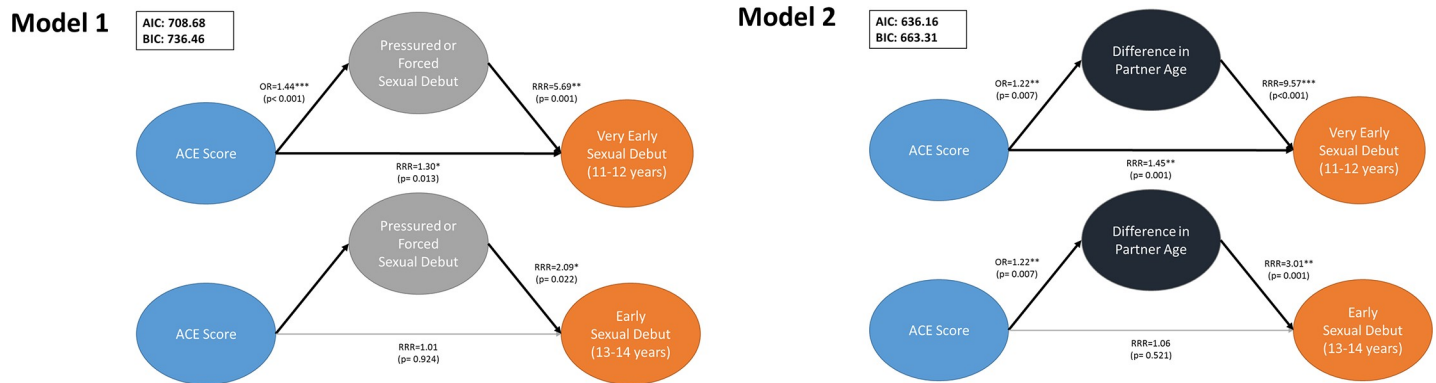 Model 1
AIC: 708.68
BIC: 736.46
Pressured or
Forced
Sexual Debut
OR=1.44***
(p< 0.001)
RRR=5.69**
(p= 0.001)
ACE Score
Very Early
Sexual Debut
(11-12 years)
RRR=1.30*
(p= 0.013)
Pressured or
Forced
Sexual Debut
RRR=2.09*
(p= 0.022)
ACE Score
Early
Sexual Debut
(13-14 years)
RRR=1.01
(p= 0.924)
Model 2
AIC: 636.16
BIC: 663.31
Difference in
Partner Age
OR=1.22**
(p= 0.007)
RRR=9.57***
(p<0.001)
ACE Score
Very Early
Sexual Debut
(11-12 years)
RRR=1.45**
(p= 0.001)
Difference in
Partner Age
OR=1.22**
(p= 0.007)
RRR=3.01**
(p= 0.001)
ACE Score
Early
Sexual Debut
(13-14 years)
RRR=1.06
(p= 0.521)